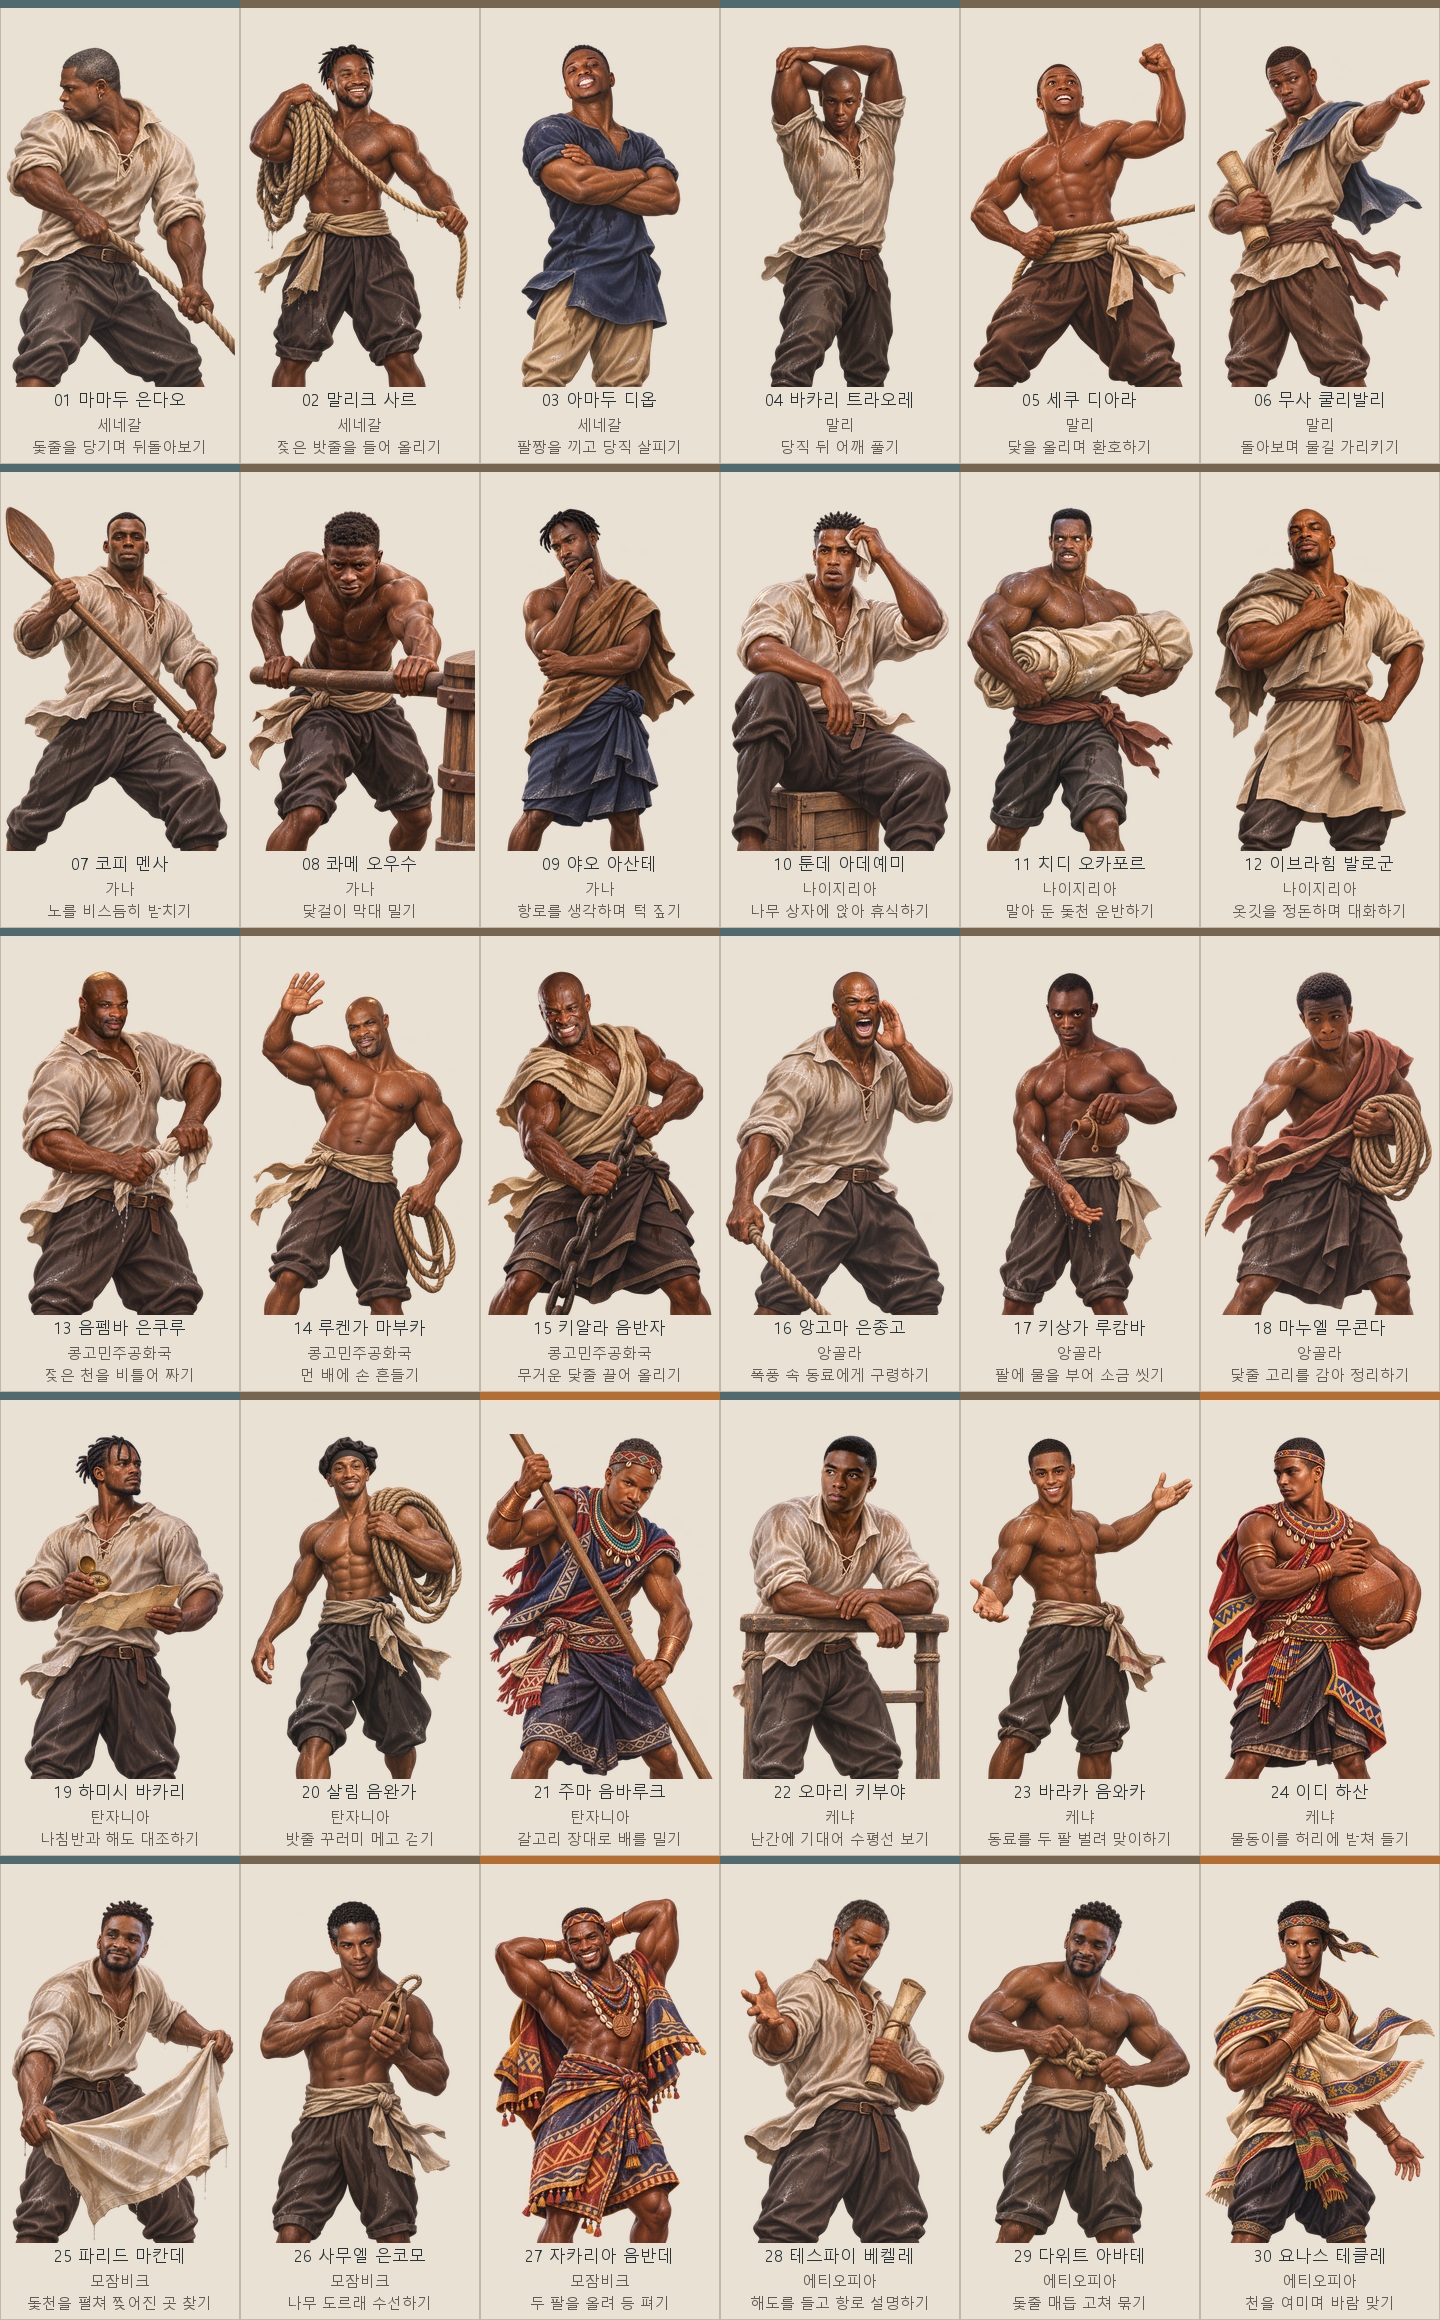 01 마마두 은다오
세네갈
돛줄을 당기며 뒤돌아보기
02 말리크 사르
세네갈
젖은 밧줄을 들어 올리기
03 아마두 디옵
세네갈
팔짱을 끼고 당직 살피기
04 바카리 트라오레
말리
당직 뒤 어깨 풀기
05 세쿠 디아라
말리
닻을 올리며 환호하기
06 무사 쿨리발리
말리
돌아보며 물길 가리키기
07 코피 멘사
가나
노를 비스듬히 받치기
08 콰메 오우수
가나
닻걸이 막대 밀기
09 야오 아산테
가나
항로를 생각하며 턱 짚기
10 툰데 아데예미
나이지리아
나무 상자에 앉아 휴식하기
11 치디 오카포르
나이지리아
말아 둔 돛천 운반하기
12 이브라힘 발로군
나이지리아
옷깃을 정돈하며 대화하기
13 음펨바 은쿠루
콩고민주공화국
젖은 천을 비틀어 짜기
14 루켄가 마부카
콩고민주공화국
먼 배에 손 흔들기
15 키알라 음반자
콩고민주공화국
무거운 닻줄 끌어 올리기
16 앙고마 은종고
앙골라
폭풍 속 동료에게 구령하기
17 키상가 루캄바
앙골라
팔에 물을 부어 소금 씻기
18 마누엘 무콘다
앙골라
닻줄 고리를 감아 정리하기
19 하미시 바카리
탄자니아
나침반과 해도 대조하기
20 살림 음완가
탄자니아
밧줄 꾸러미 메고 걷기
21 주마 음바루크
탄자니아
갈고리 장대로 배를 밀기
22 오마리 키부야
케냐
난간에 기대어 수평선 보기
23 바라카 음와카
케냐
동료를 두 팔 벌려 맞이하기
24 이디 하산
케냐
물동이를 허리에 받쳐 들기
25 파리드 마칸데
모잠비크
돛천을 펼쳐 찢어진 곳 찾기
26 사무엘 은코모
모잠비크
나무 도르래 수선하기
27 자카리아 음반데
모잠비크
두 팔을 올려 등 펴기
28 테스파이 베켈레
에티오피아
해도를 들고 항로 설명하기
29 다위트 아바테
에티오피아
돛줄 매듭 고쳐 묶기
30 요나스 테클레
에티오피아
천을 여미며 바람 맞기